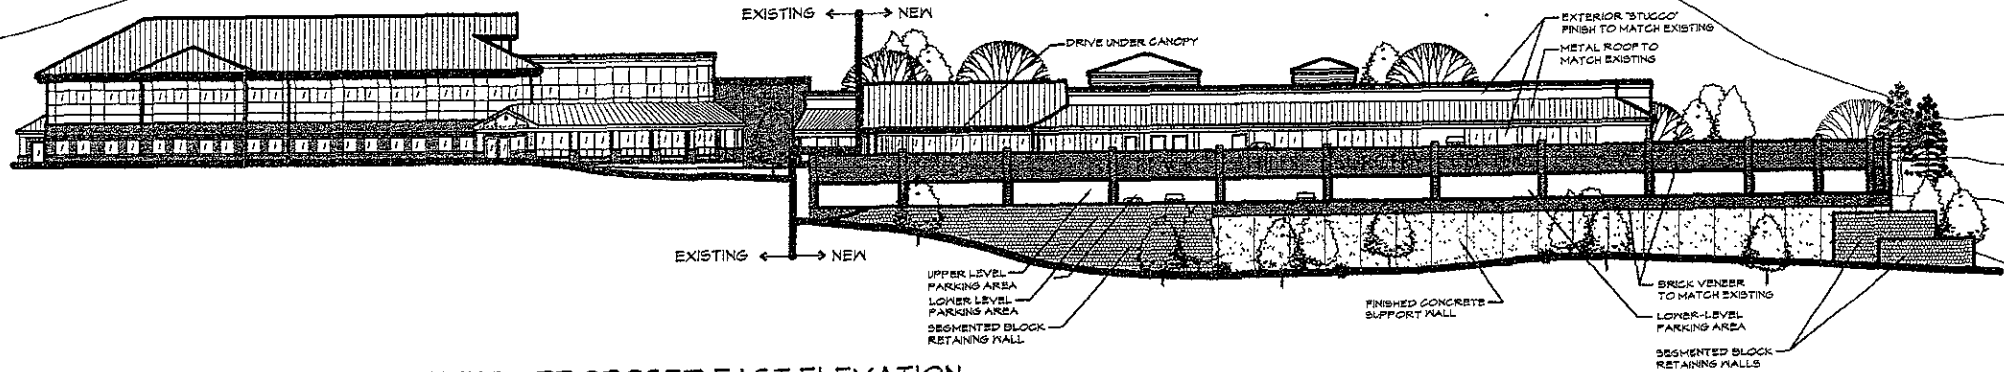 EXISTING
NEW
DRIVE UNDER CANOPY
EXTERIOR "STUCCO"
FINISH TO MATCH EXISTING
METAL ROOF TO
MATCH EXISTING
EXISTING
NEW
UPPER LEVEL
PARKING AREA
LOWER LEVEL
PARKING AREA
SEGMENTED BLOCK
RETAINING WALL
FINISHED CONCRETE
SUPPORT WALL
BRICK VENEER
TO MATCH EXISTING
LOWER-LEVEL
PARKING AREA
SEGMENTED BLOCK
RETAINING WALLS
EAST ELEVATION